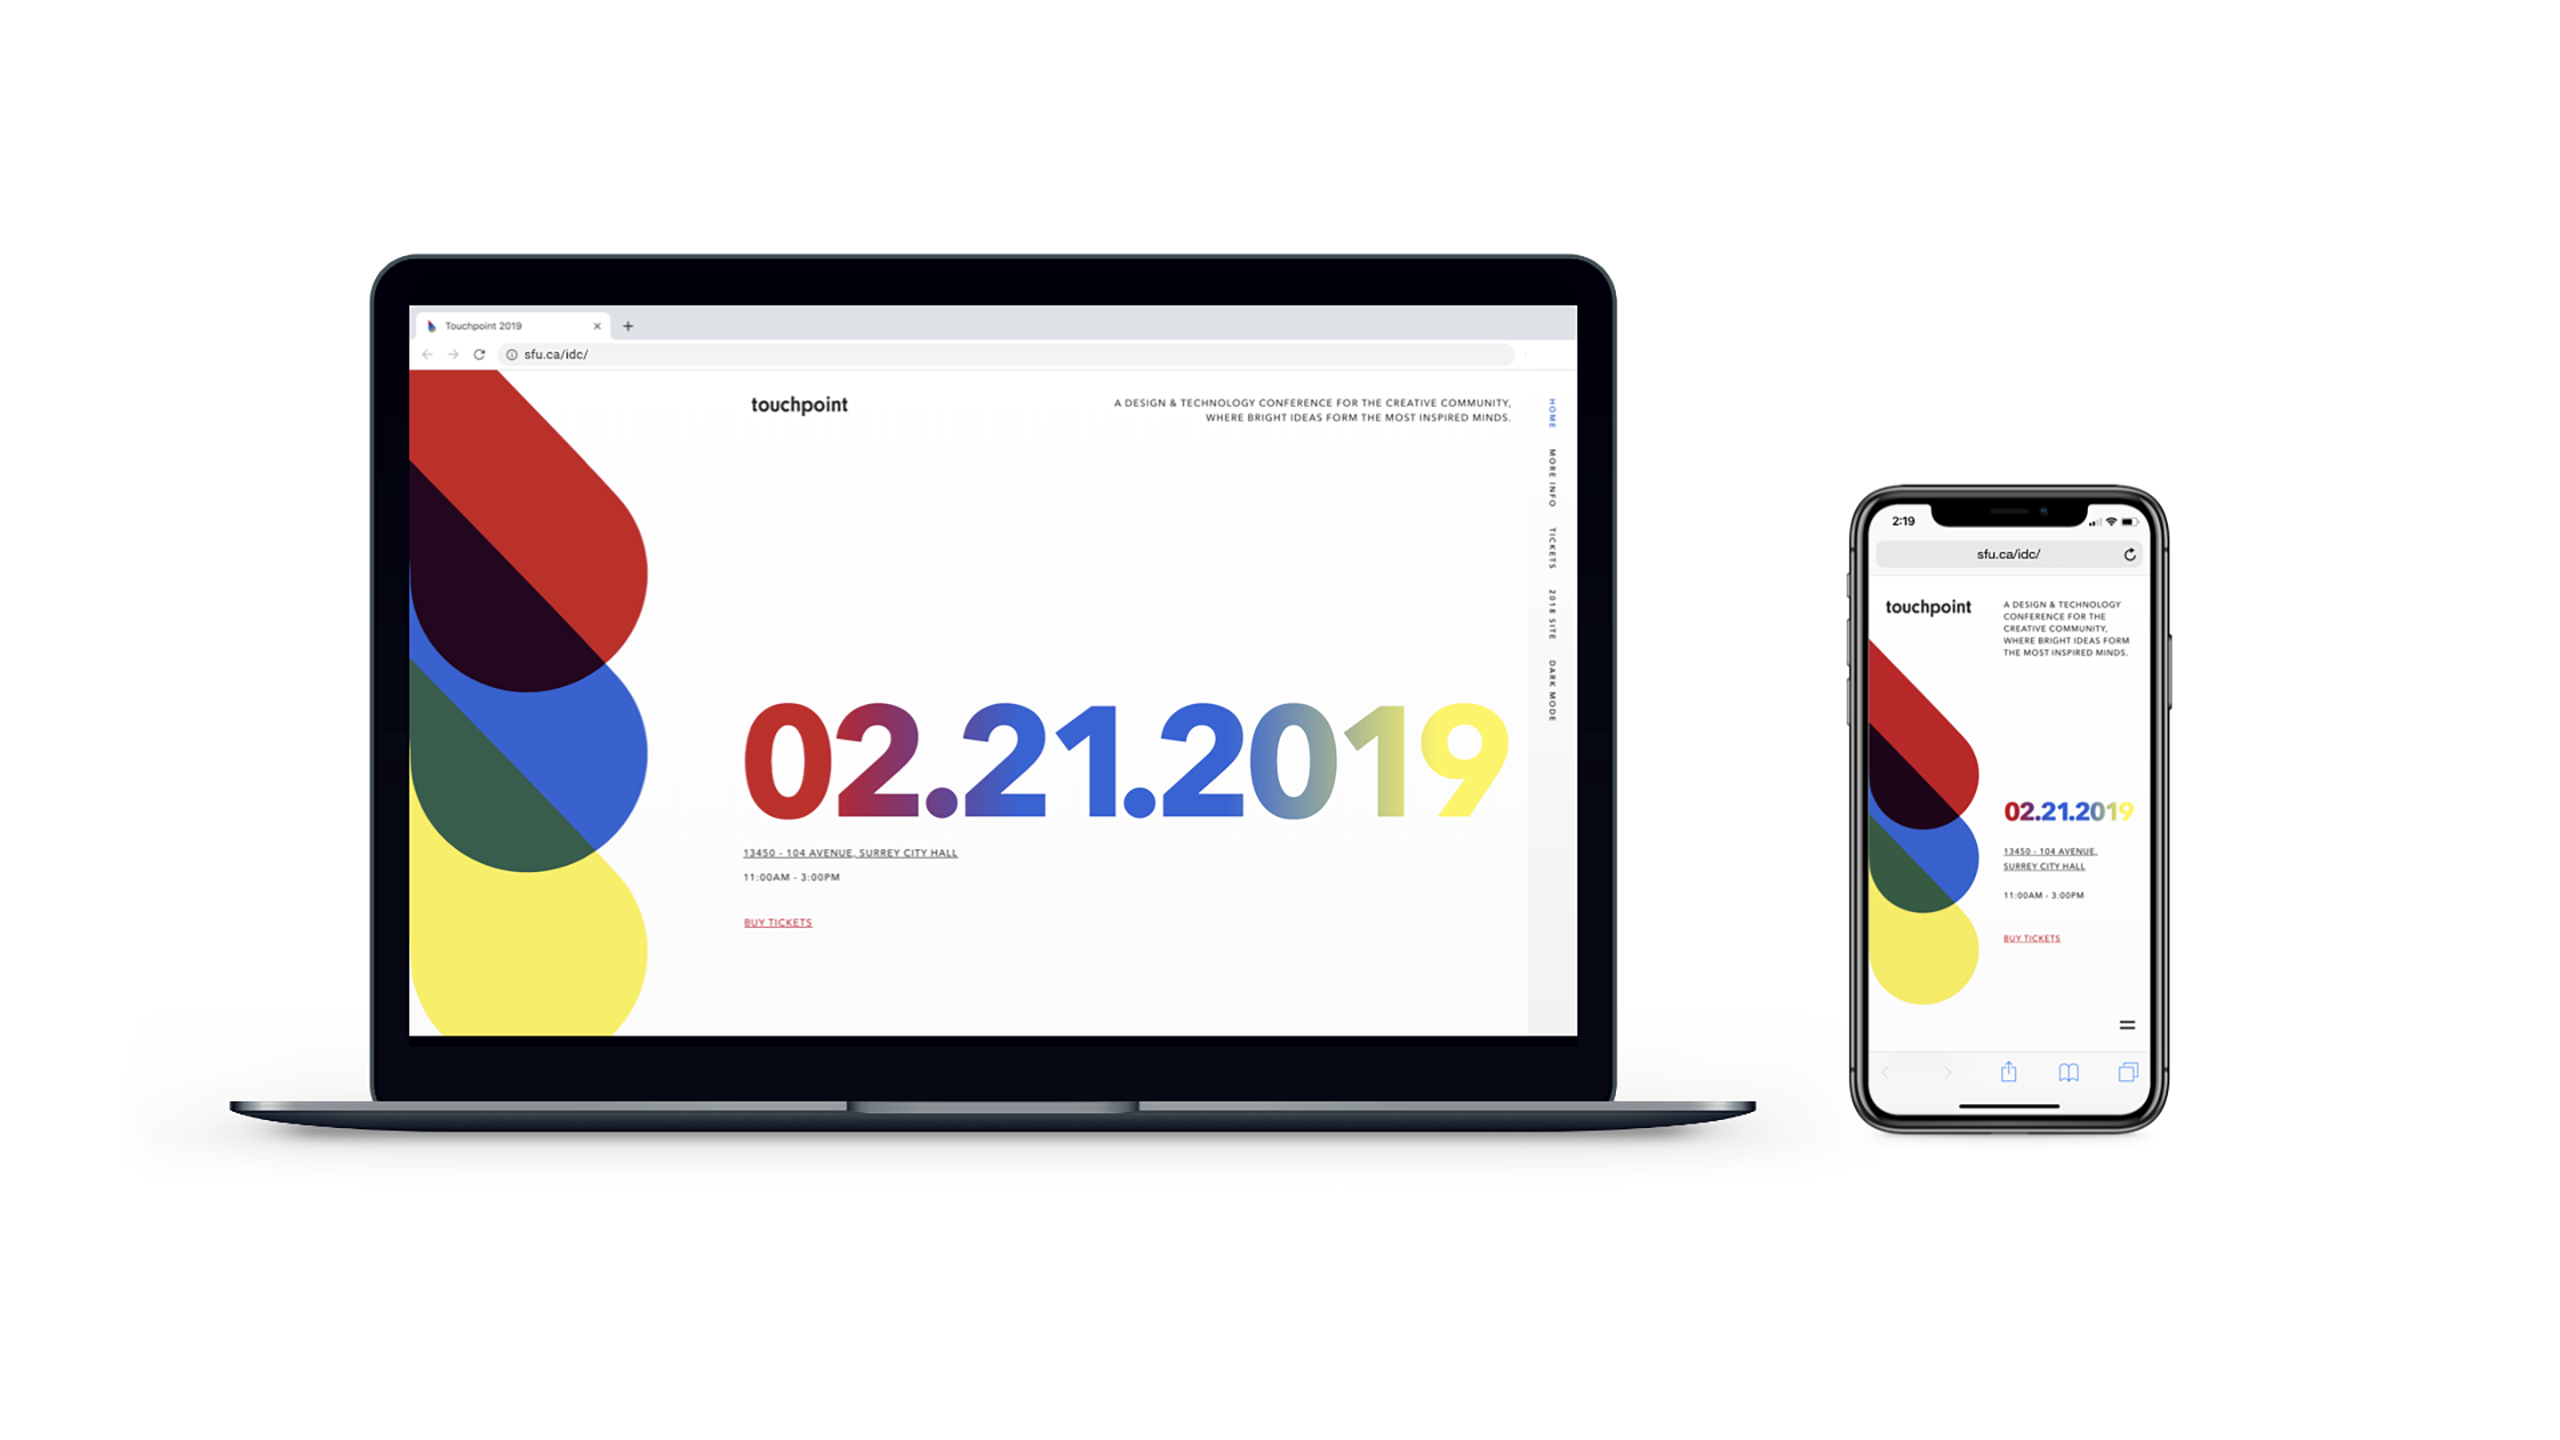 Touchpoint 2019
sfu.ca/idc/
touchpoint
A DESIGN & TECHNOLOGY CONFERENCE FOR THE CREATIVE COMMUNITY,
WHERE BRIGHT IDEAS FORM THE MOST INSPIRED MINDS.
HOME
MORE INFO
TICKETS
2018 SITE
DARK MODE
02.21.2019
13450 - 104 AVENUE, SURREY CITY HALL
11:00AM - 3:00PM
BUY TICKETS
2:19
sfu.ca/idc/
touchpoint
A DESIGN & TECHNOLOGY
CONFERENCE FOR THE
CREATIVE COMMUNITY,
WHERE BRIGHT IDEAS FORM
THE MOST INSPIRED MINDS.
02.21.2019
13450 - 104 AVENUE,
SURREY CITY HALL
11:00AM - 3:00PM
BUY TICKETS